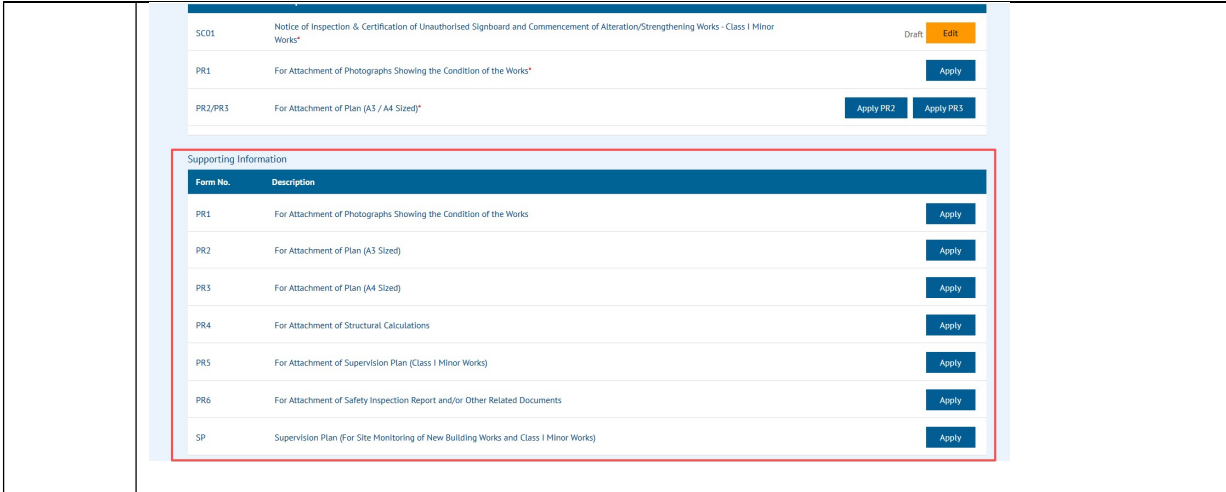 SC01 Notice of Inspection & Certification of Unauthorised Signboard and Commencement of Alteration/Strengthening Works - Class I Minor Draft Edit
Works*
PR1 For Attachment of Photographs Showing the Condition of the Works* Apply
PR2/PR3 For Attachment of Plan (A3 / A4 Sized)* Apply PR2 Apply PR3
Supporting Information
Form No. Description
PR1 For Attachment of Photographs Showing the Condition of the Works Apply
PR2 For Attachment of Plan (A3 Sized) Apply
PR3 For Attachment of Plan (A4 Sized) Apply
PR4 For Attachment of Structural Calculations Apply
PR5 For Attachment of Supervision Plan (Class I Minor Works) Apply
PR6 For Attachment of Safety Inspection Report and/or Other Related Documents Apply
SP Supervision Plan (For Site Monitoring of New Building Works and Class I Minor Works) Apply